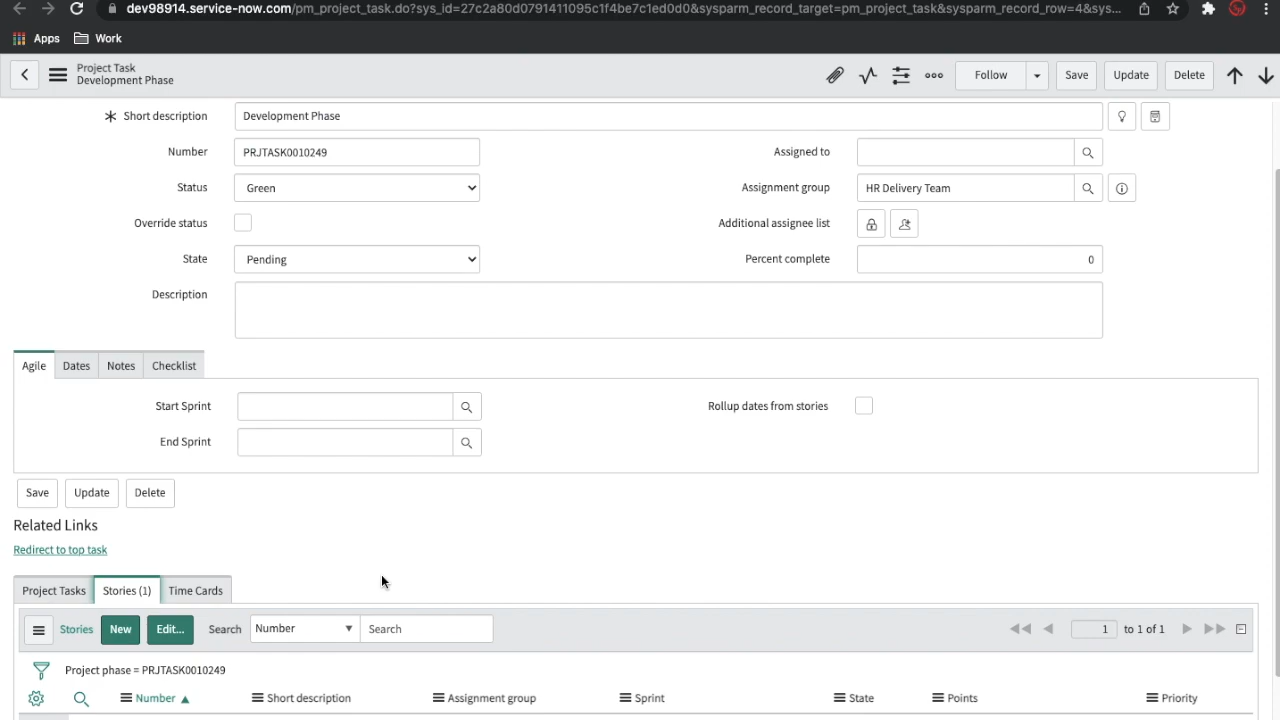 dev98914.service-now.com/pm_project_task.do?sys_id=27c2a80d0791411095c1f4be7c1ed0d0&sysparm_record_target=pm_project_task&sysparm_record_row=4&sys...
Apps Work
Project Task
Development Phase
Follow Save Update Delete
Short description Development Phase
Number PRJTASK0010249 Assigned to
Status Green Assignment group HR Delivery Team
Override status Additional assignee list
State Pending Percent complete 0
Description
Agile Dates Notes Checklist
Start Sprint Rollup dates from stories
End Sprint
Save Update Delete
Related Links
Redirect to top task
Project Tasks Stories (1) Time Cards
Stories New Edit... Search Number Search 1 to 1 of 1
Project phase = PRJTASK0010249
Number Short description Assignment group Sprint State Points Priority